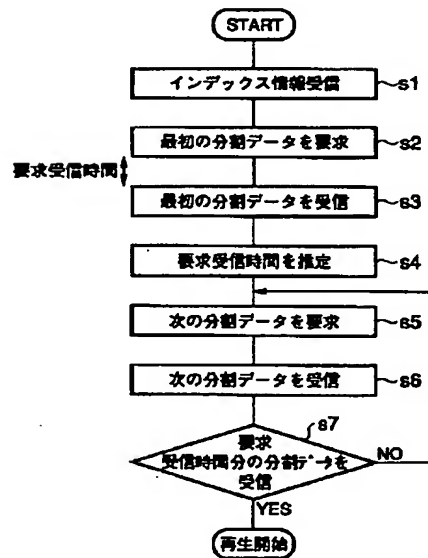 START
インデックス情報受信
s1
最初の分割データを要求
s2
要求受信時間
最初の分割データを受信
s3
要求受信時間を推定
s4
次の分割データを要求
s5
次の分割データを受信
s6
s7
要求
受信時間分の分割データを
受信
NO
YES
再生開始